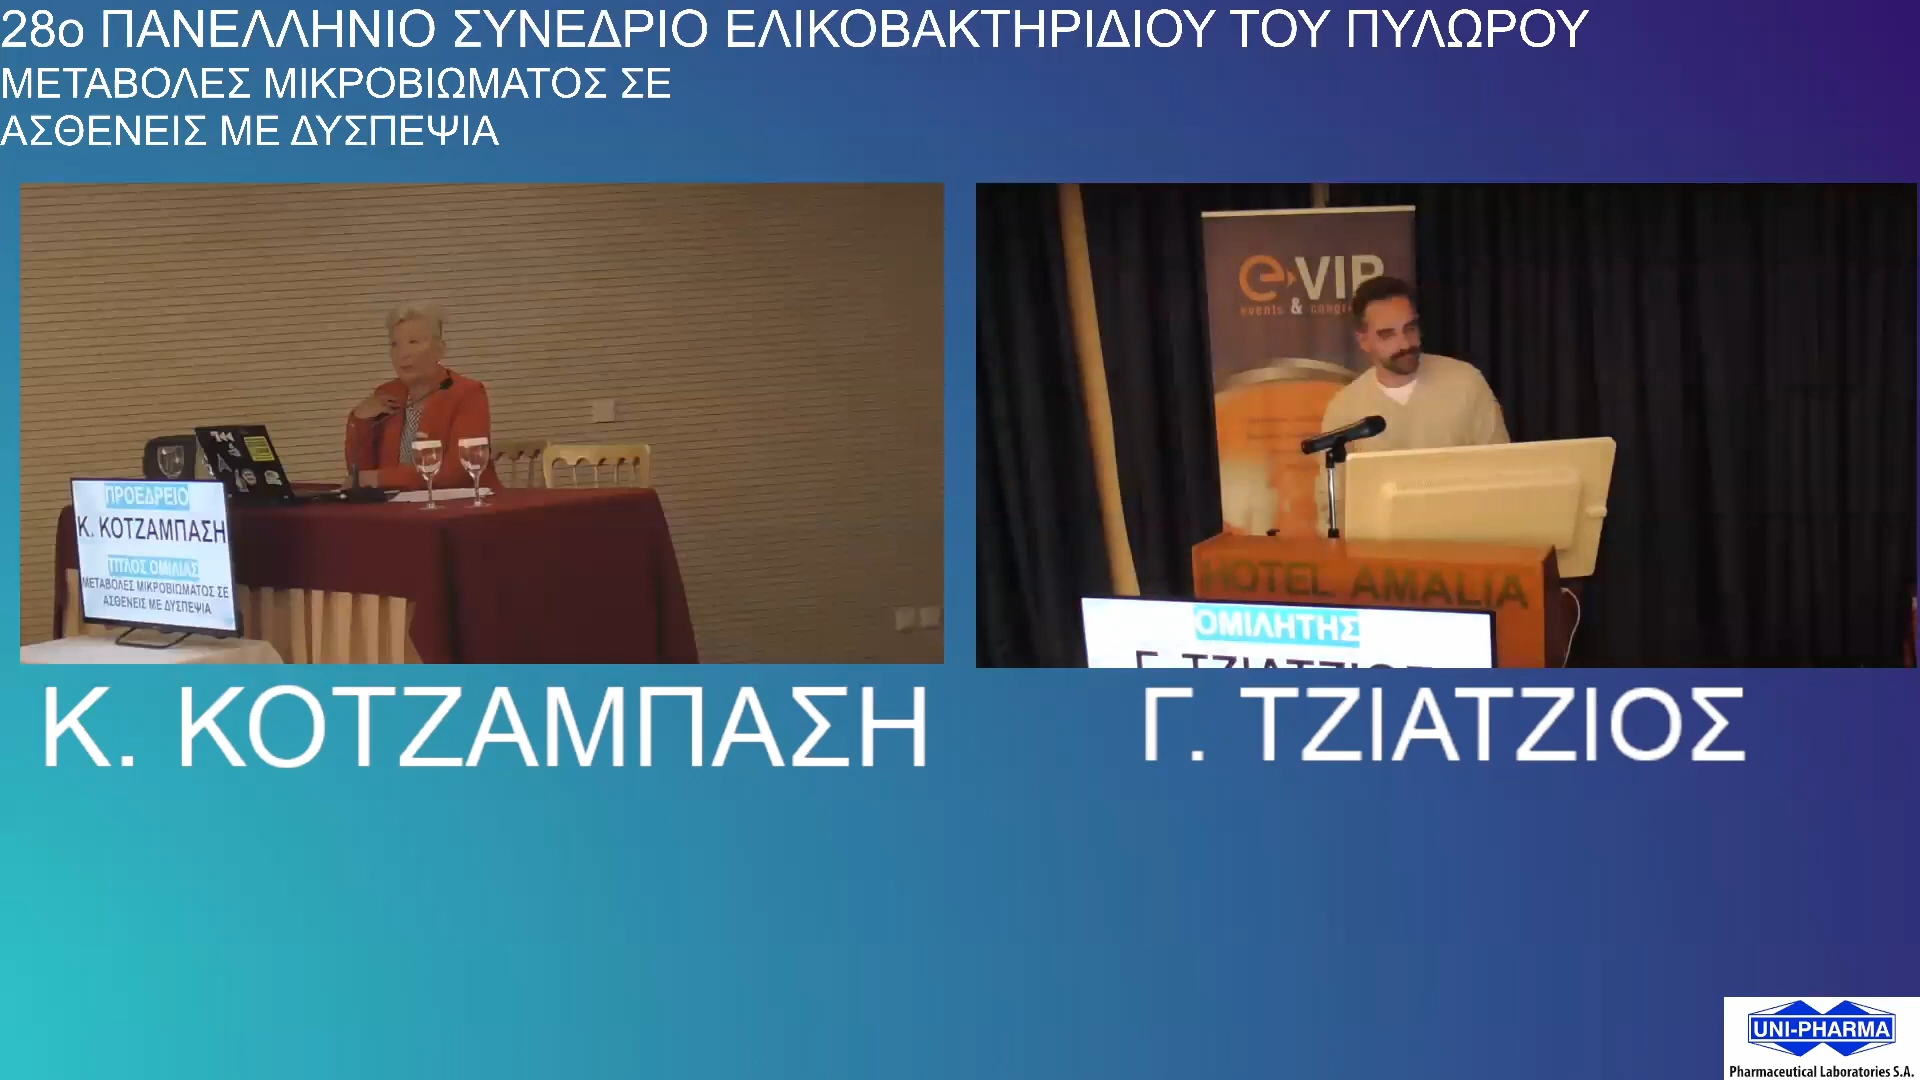 28ο ΠΑΝΕΛΛΗΝΙΟ ΣΥΝΕΔΡΙΟ ΕΛΙΚΟΒΑΚΤΗΡΙΔΙΟΥ ΤΟΥ ΠΥΛΩΡΟΥ
ΜΕΤΑΒΟΛΕΣ ΜΙΚΡΟΒΙΩΜΑΤΟΣ ΣΕ
ΑΣΘΕΝΕΙΣ ΜΕ ΔΥΣΠΕΨΙΑ
ΠΡΟΕΔΡΕΙΟ
Κ. ΚΟΤΖΑΜΠΑΣΗ
ΤΙΤΛΟΣ ΟΜΙΛΙΑΣ
ΜΕΤΑΒΟΛΕΣ ΜΙΚΡΟΒΙΩΜΑΤΟΣ ΣΕ
ΑΣΘΕΝΕΙΣ ΜΕ ΔΥΣΠΕΨΙΑ
e VIP
events &
HOTEL AMALIA
ΟΜΙΛΗΤΗΣ
Γ. ΤΖΙΑΤΖΙΟΣ
Κ. ΚΟΤΖΑΜΠΑΣΗ
Γ. ΤΖΙΑΤΖΙΟΣ
UNI-PHARMA
Pharmaceutical Laboratories S.A.